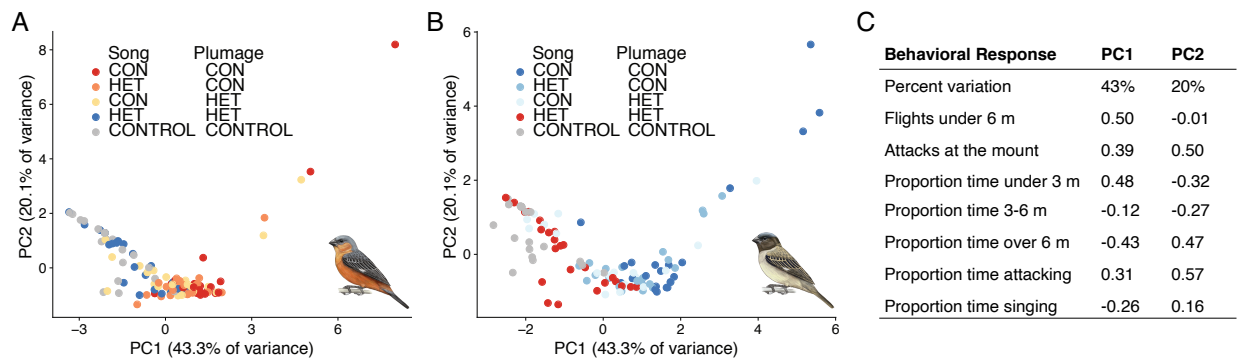 A
PC2 (20.1% of variance)
8
6
4
2
0
−3
0
3
6
PC1 (43.3% of variance)
Song Plumage
CON CON
HET CON
CON HET
HET HET
CONTROL CONTROL
B
PC2 (20.1% of variance)
6
4
2
0
−2
0
2
4
6
PC1 (43.3% of variance)
Song Plumage
CON CON
HET CON
CON HET
HET HET
CONTROL CONTROL
C
Behavioral Response PC1 PC2
Percent variation 43% 20%
Flights under 6 m 0.50 -0.01
Attacks at the mount 0.39 0.50
Proportion time under 3 m 0.48 -0.32
Proportion time 3-6 m -0.12 -0.27
Proportion time over 6 m -0.43 0.47
Proportion time attacking 0.31 0.57
Proportion time singing -0.26 0.16